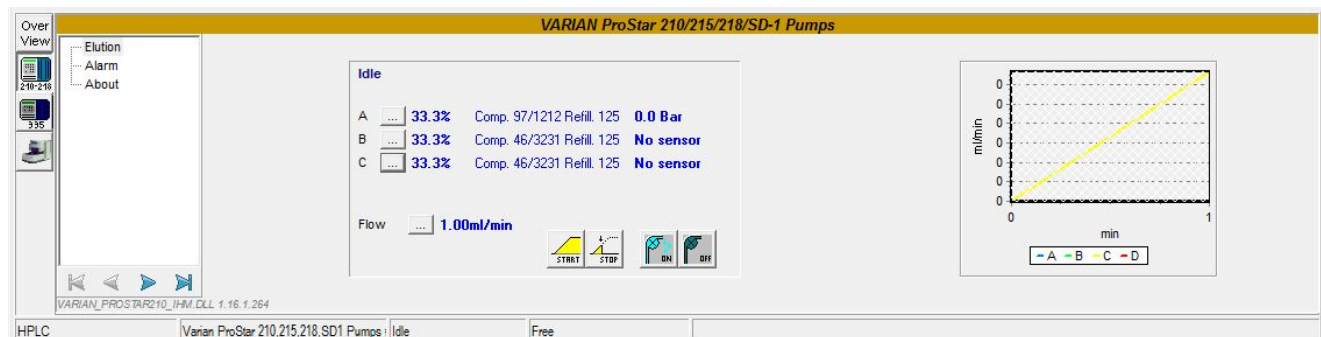 VARIAN ProStar 210/215/218/SD-1 Pumps
Over
View
210-218
335
Elution
Alarm
About
Idle
A ... 33.3% Comp. 97/1212 Refill. 125 0.0 Bar
B ... 33.3% Comp. 46/3231 Refill. 125 No sensor
C ... 33.3% Comp. 46/3231 Refill. 125 No sensor
Flow ... 1.00ml/min
START STOP ON OFF
ml/min
0
0
0
0
0
0
0
0 1
min
A B C D
VARIAN_PROSTAR210_IHM.DLL 1.16.1.264
HPLC Varian ProStar 210,215,218,SD1 Pumps : Idle Free